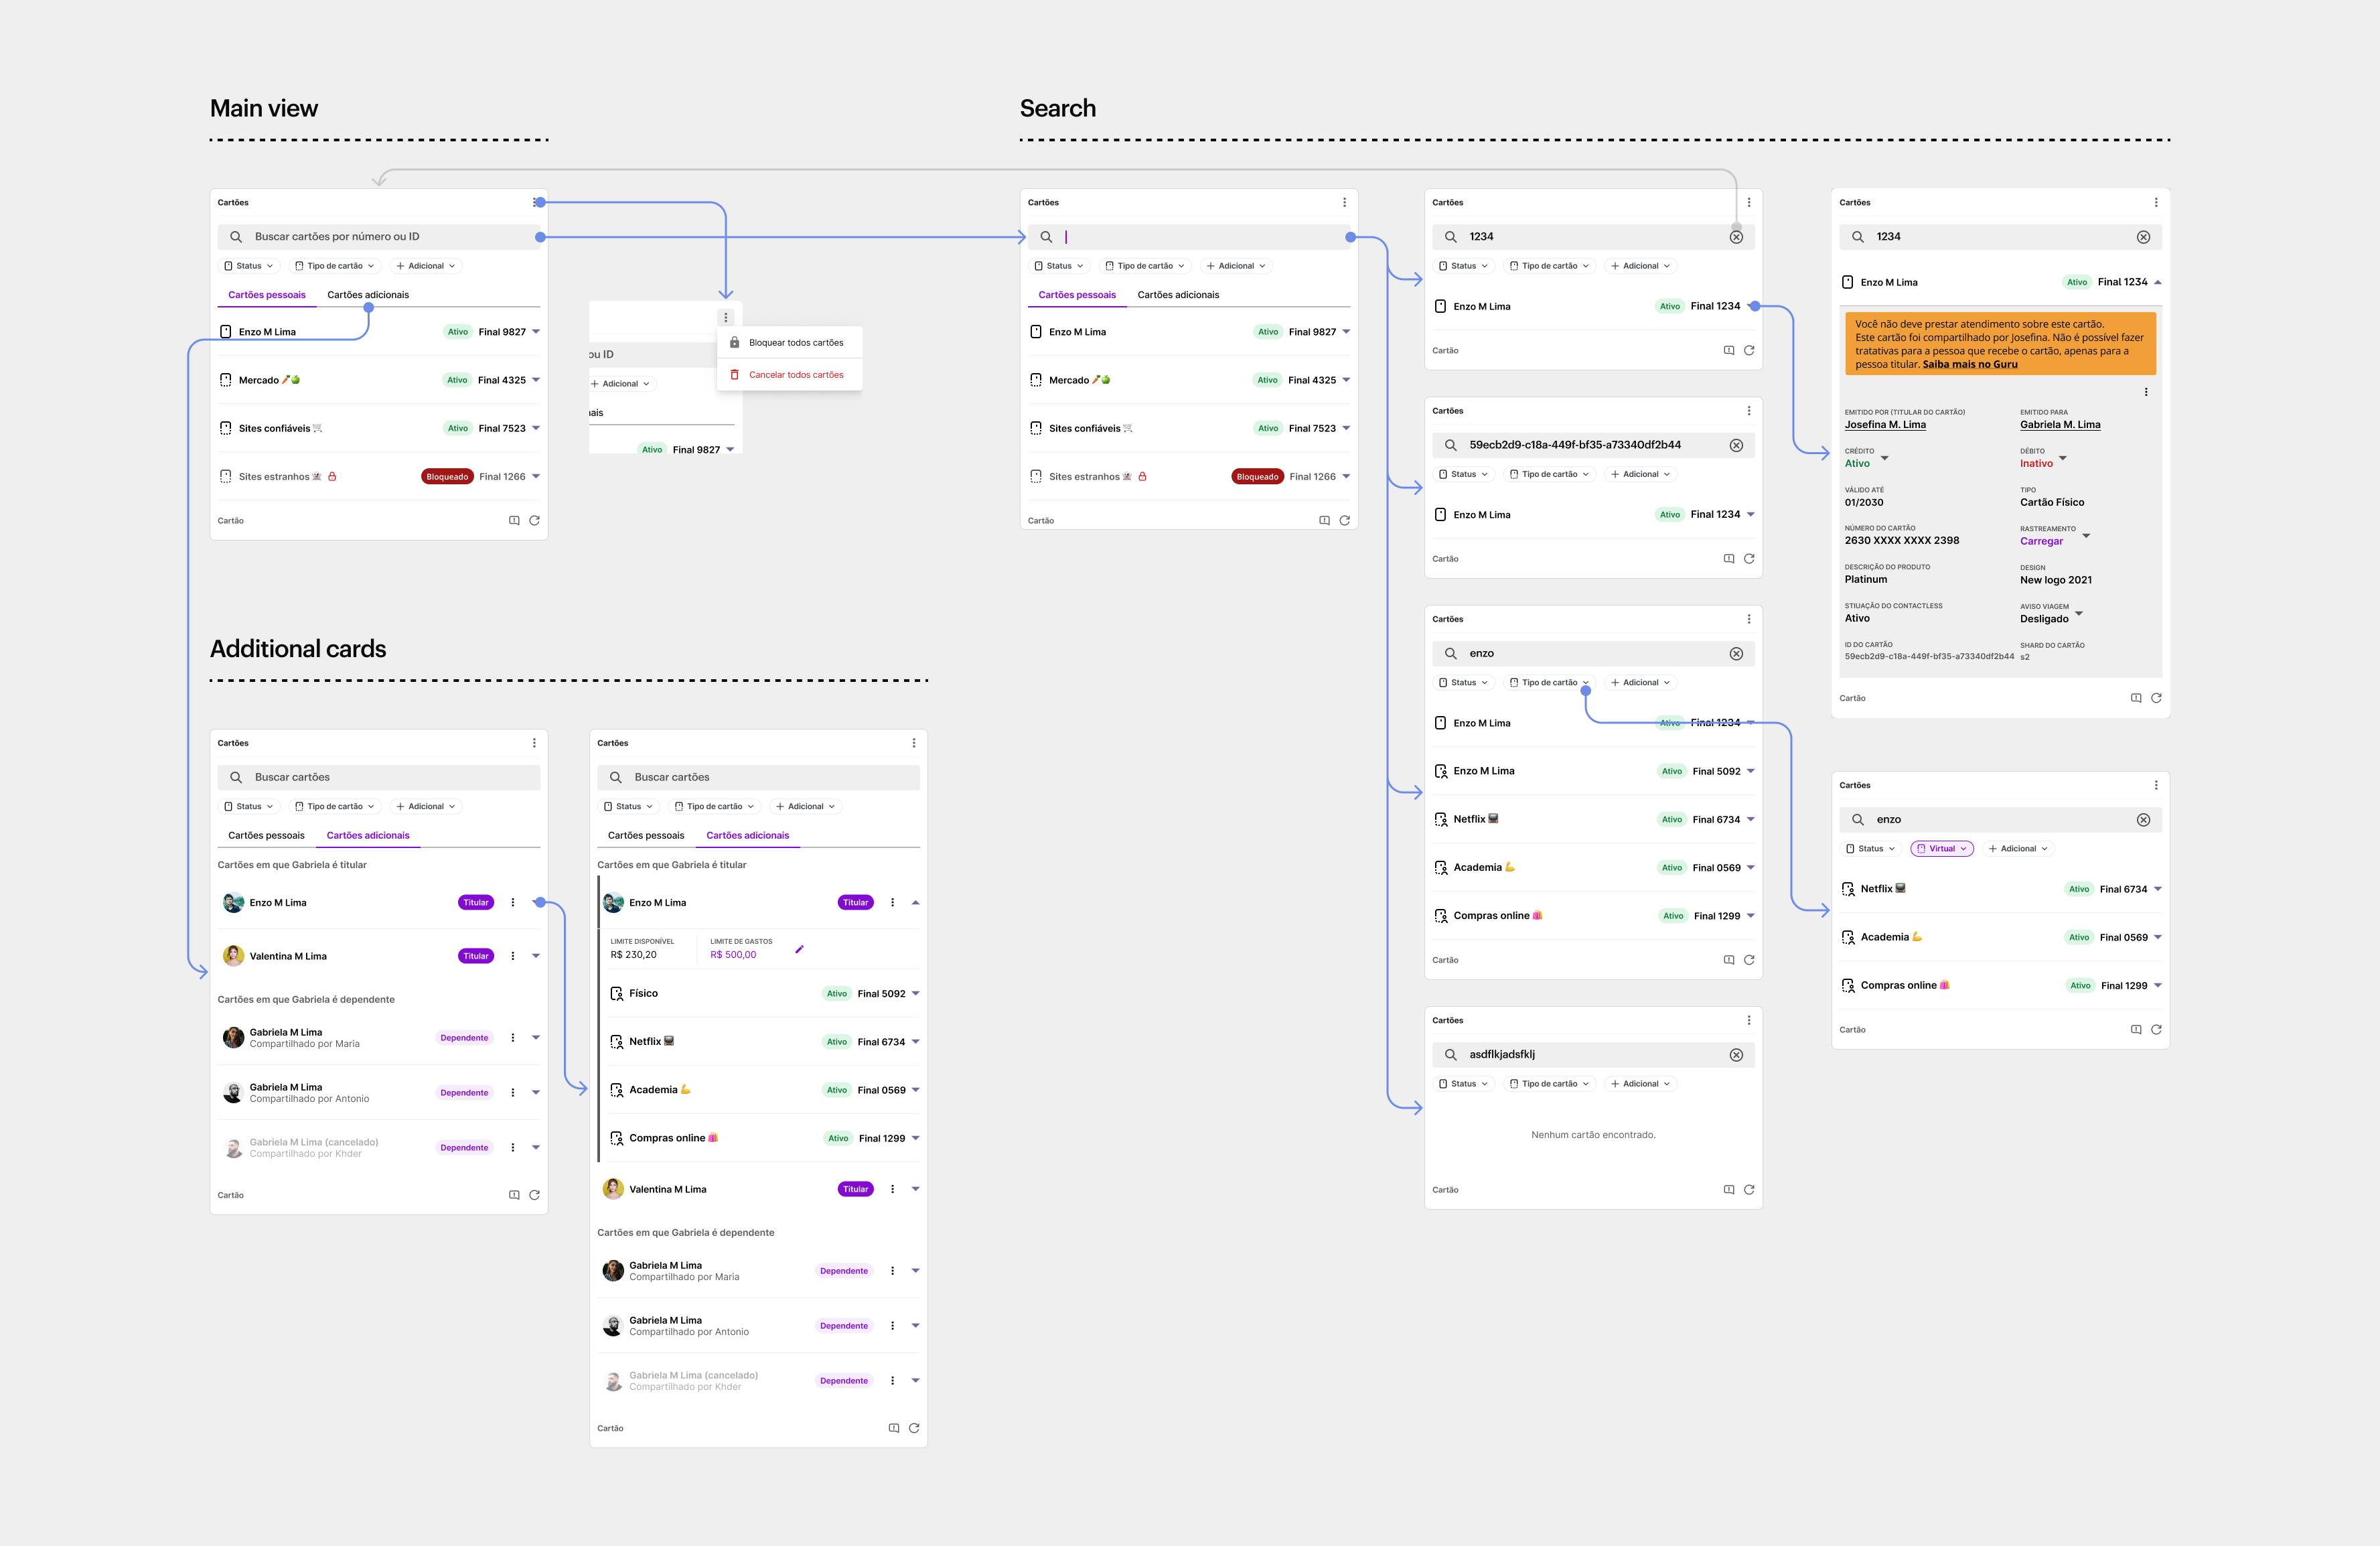 Main view
Cartões
Buscar cartões por número ou ID
Status
Tipo de cartão
Adicional
Cartões pessoais
Cartões adicionais
Enzo M Lima
Ativo
Final 9827
Mercado
Ativo
Final 4325
Sites confiáveis
Ativo
Final 7523
Sites estranhos
Bloqueado
Final 1266
Cartão
ou ID
Adicional
nais
Ativo
Final 9827
Bloquear todos cartões
Cancelar todos cartões
Search
Cartões
Status
Tipo de cartão
Adicional
Cartões pessoais
Cartões adicionais
Enzo M Lima
Ativo
Final 9827
Mercado
Ativo
Final 4325
Sites confiáveis
Ativo
Final 7523
Sites estranhos
Bloqueado
Final 1266
Cartão
Cartões
1234
Status
Tipo de cartão
Adicional
Enzo M Lima
Ativo
Final 1234
Cartão
Cartões
59ecb2d9-c18a-449f-bf35-a73340df2b44
Status
Tipo de cartão
Adicional
Enzo M Lima
Ativo
Final 1234
Cartão
Cartões
enzo
Status
Tipo de cartão
Adicional
Enzo M Lima
Ativo
Final 1234
Enzo M Lima
Ativo
Final 5092
Netflix
Ativo
Final 6734
Academia
Ativo
Final 0569
Compras online
Ativo
Final 1299
Cartão
Cartões
asdflkjadsfklj
Status
Tipo de cartão
Adicional
Nenhum cartão encontrado.
Cartão
Cartões
1234
Enzo M Lima
Ativo
Final 1234
Você não deve prestar atendimento sobre este cartão.
Este cartão foi compartilhado por Josefina. Não é possível fazer
tratativas para a pessoa que recebe o cartão, apenas para a
pessoa titular. Saiba mais no Guru
EMITIDO POR (TITULAR DO CARTÃO)
Josefina M. Lima
EMITIDO PARA
Gabriela M. Lima
CRÉDITO
Ativo
DÉBITO
Inativo
VÁLIDO ATÉ
01/2030
TIPO
Cartão Físico
NÚMERO DO CARTÃO
2630 XXXX XXXX 2398
RASTREAMENTO
Carregar
DESCRIÇÃO DO PRODUTO
Platinum
DESIGN
New logo 2021
STIUAÇÃO DO CONTACTLESS
Ativo
AVISO VIAGEM
Desligado
ID DO CARTÃO
59ecb2d9-c18a-449f-bf35-a73340df2b44
SHARD DO CARTÃO
s2
Cartão
Cartões
enzo
Status
Virtual
Adicional
Netflix
Ativo
Final 6734
Academia
Ativo
Final 0569
Compras online
Ativo
Final 1299
Cartão
Additional cards
Cartões
Buscar cartões
Status
Tipo de cartão
Adicional
Cartões pessoais
Cartões adicionais
Cartões em que Gabriela é titular
Enzo M Lima
Titular
Valentina M Lima
Titular
Cartões em que Gabriela é dependente
Gabriela M Lima
Compartilhado por Maria
Dependente
Gabriela M Lima
Compartilhado por Antonio
Dependente
Gabriela M Lima (cancelado)
Compartilhado por Khder
Dependente
Cartão
Cartões
Buscar cartões
Status
Tipo de cartão
Adicional
Cartões pessoais
Cartões adicionais
Cartões em que Gabriela é titular
Enzo M Lima
Titular
LIMITE DISPONÍVEL
R$ 230,20
LIMITE DE GASTOS
R$ 500,00
Físico
Ativo
Final 5092
Netflix
Ativo
Final 6734
Academia
Ativo
Final 0569
Compras online
Ativo
Final 1299
Valentina M Lima
Titular
Cartões em que Gabriela é dependente
Gabriela M Lima
Compartilhado por Maria
Dependente
Gabriela M Lima
Compartilhado por Antonio
Dependente
Gabriela M Lima (cancelado)
Compartilhado por Khder
Dependente
Cartão